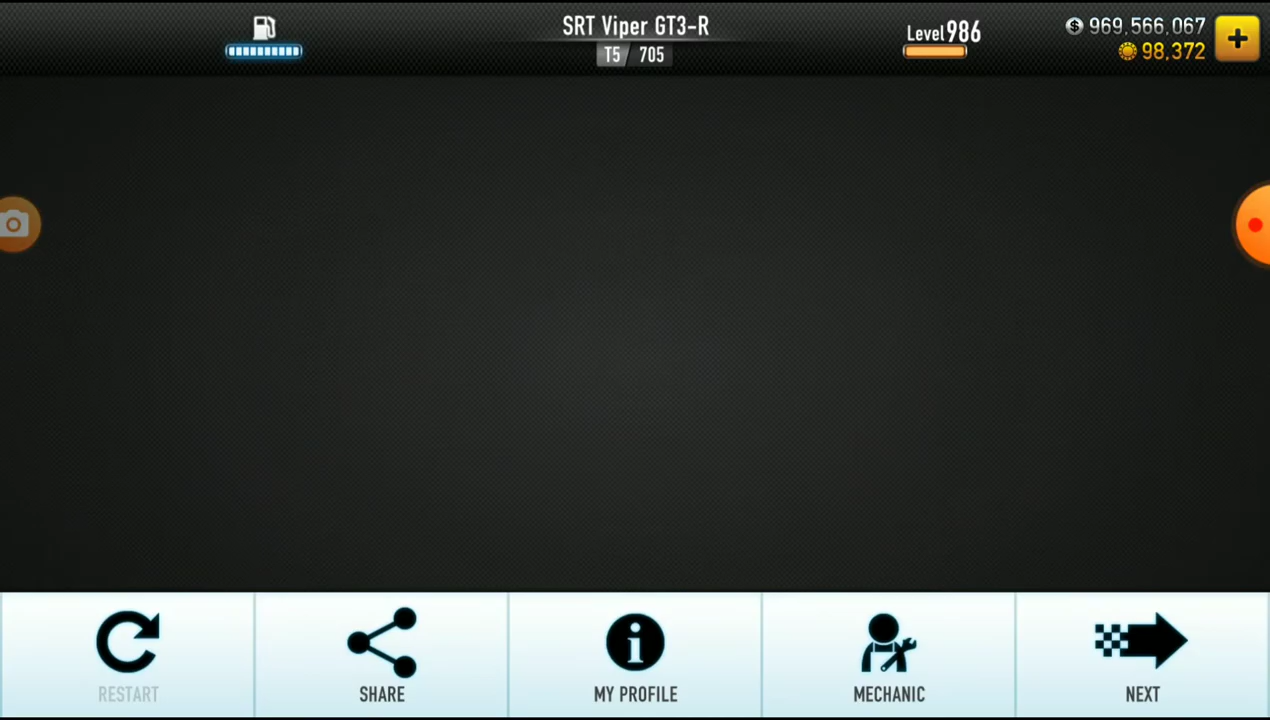 SRT Viper GT3-R
T5 705
Level 986
969,566,067
98,372
RESTART
SHARE
MY PROFILE
MECHANIC
NEXT